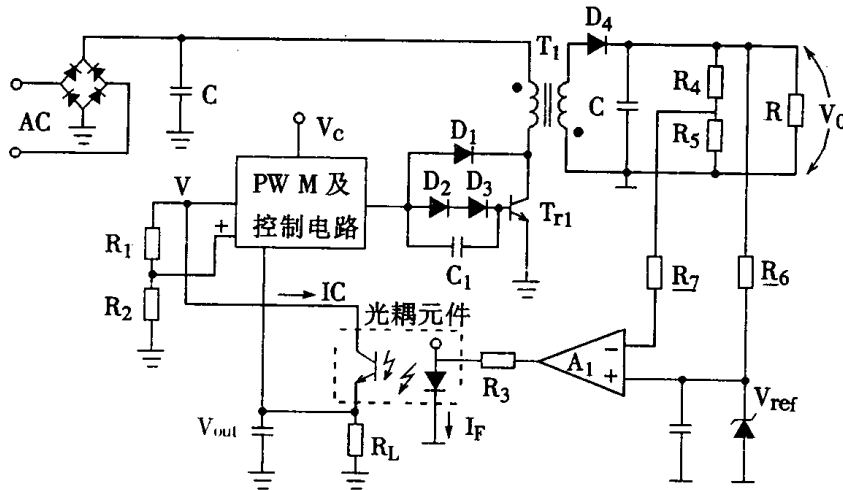 D4
T1
AC
C
C
R4
R5
R
V0
Vc
D1
V
PWM及
控制电路
D2
D3
Tr1
R1
+
C1
R2
IC
R7
R6
光耦元件
A1
−
+
R3
Vref
Vout
RL
IF